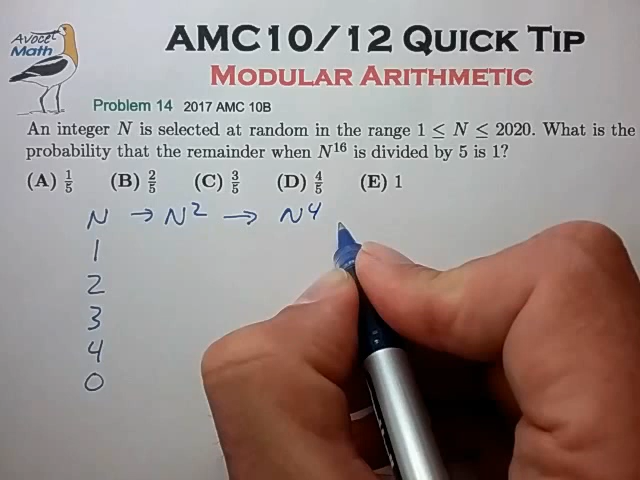 Avocet
Math
AMC10/12 QUICK TIP
MODULAR ARITHMETIC
Problem 14 2017 AMC 10B
An integer N is selected at random in the range 1 ≤ N ≤ 2020. What is the
probability that the remainder when N¹⁶ is divided by 5 is 1?
(A) 1/5 (B) 2/5 (C) 3/5 (D) 4/5 (E) 1
N → N² → N⁴
1
2
3
4
0